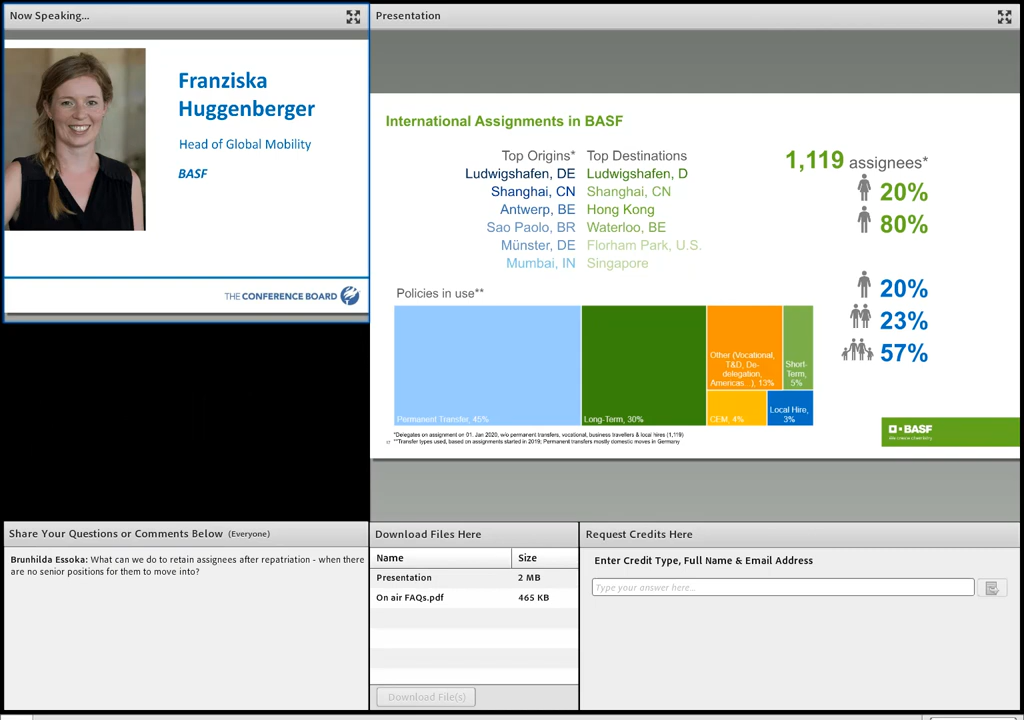 Now Speaking...
Franziska
Huggenberger
Head of Global Mobility
BASF
THE CONFERENCE BOARD
Presentation
International Assignments in BASF
Top Origins* Top Destinations
Ludwigshafen, DE Ludwigshafen, D
Shanghai, CN Shanghai, CN
Antwerp, BE Hong Kong
Sao Paolo, BR Waterloo, BE
Münster, DE Florham Park, U.S.
Mumbai, IN Singapore
1,119 assignees*
20%
80%
20%
23%
57%
Policies in use**
Permanent Transfer, 45%
Long-Term, 30%
Other (Vocational,
T&D, De-
delegation,
Americas...), 13%
Short-
Term,
5%
CEM, 4%
Local Hire,
3%
*Delegates on assignment on 01. Jan 2020, w/o permanent transfers, vocational, business travellers & local hires (1,119)
**Transfer types used, based on assignments started in 2019; Permanent transfers mostly domestic moves in Germany
BASF
We create chemistry
Share Your Questions or Comments Below (Everyone)
Brunhilda Essoka: What can we do to retain assignees after repatriation - when there
are no senior positions for them to move into?
Download Files Here
Name Size
Presentation 2 MB
On air FAQs.pdf 465 KB
Download File(s)
Request Credits Here
Enter Credit Type, Full Name & Email Address
Type your answer here...